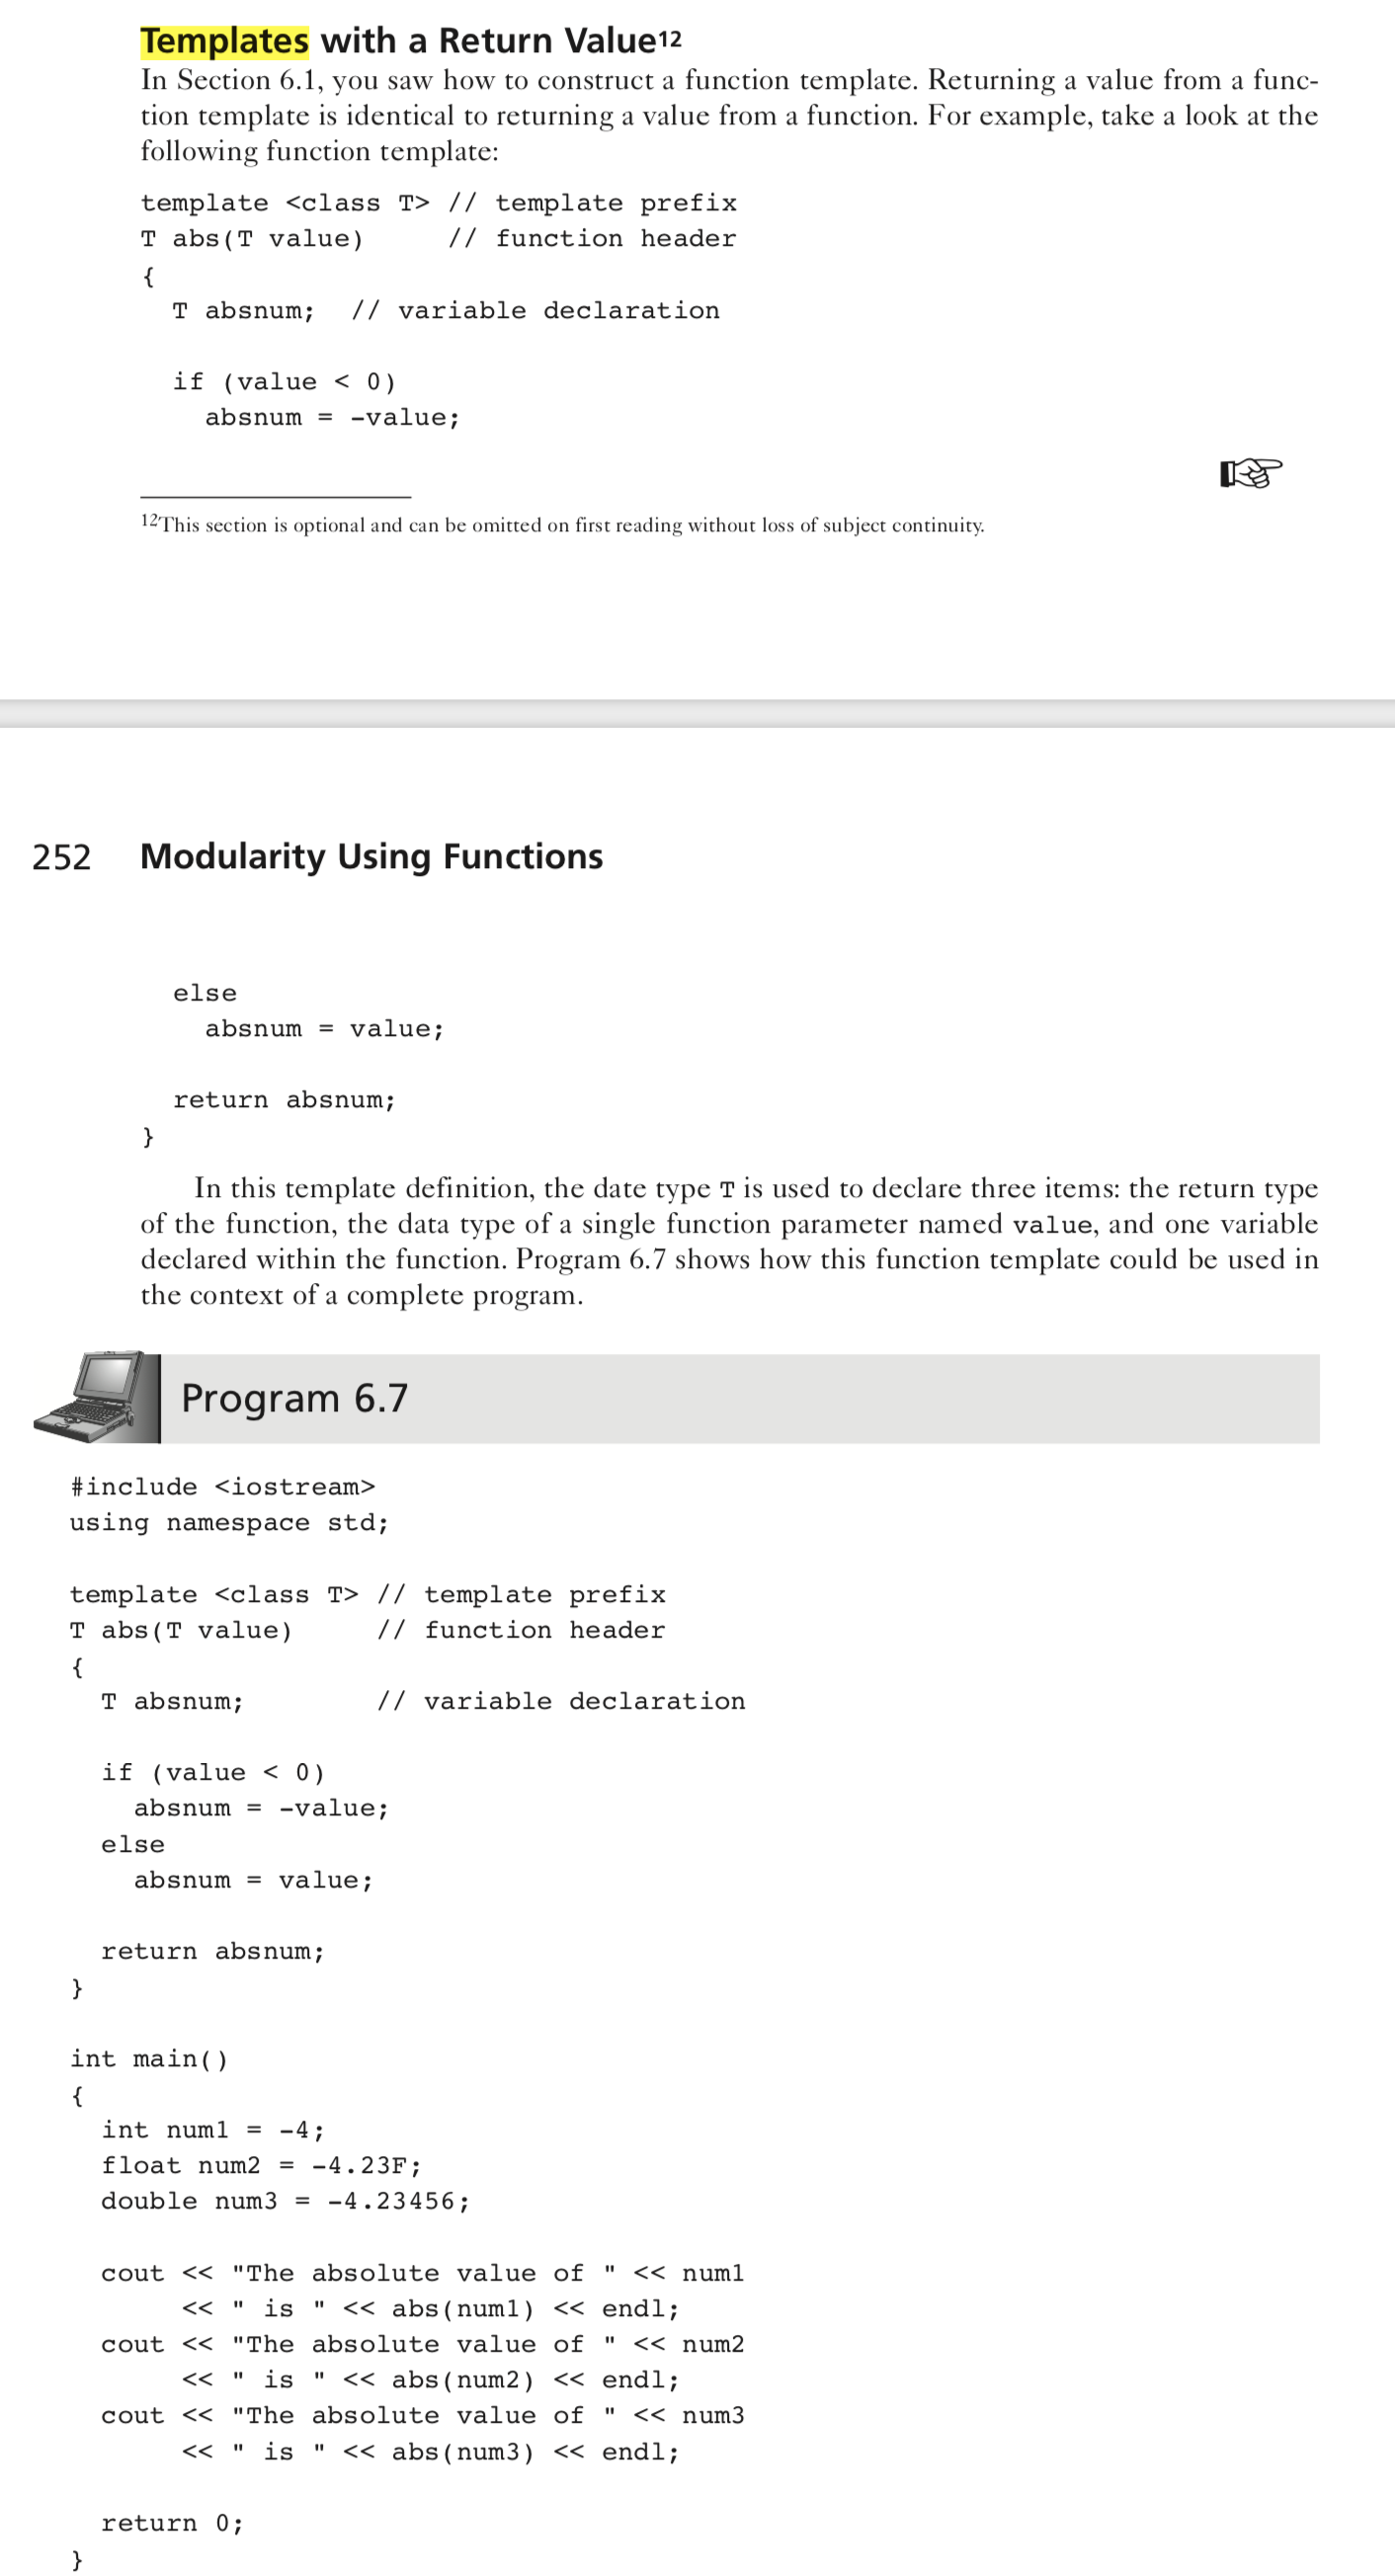 Templates with a Return Value12
In Section 6.1, you saw how to construct a function template. Returning a value from a func-
tion template is identical to returning a value from a function. For example, take a look at the
following function template:
template <class T> // template prefix
T abs(T value)     // function header
{
  T absnum;  // variable declaration
  if (value < 0)
    absnum = -value;
12This section is optional and can be omitted on first reading without loss of subject continuity.
252 Modularity Using Functions
  else
    absnum = value;
  return absnum;
}
In this template definition, the date type T is used to declare three items: the return type
of the function, the data type of a single function parameter named value, and one variable
declared within the function. Program 6.7 shows how this function template could be used in
the context of a complete program.
Program 6.7
#include <iostream>
using namespace std;
template <class T> // template prefix
T abs(T value)     // function header
{
  T absnum;        // variable declaration
  if (value < 0)
    absnum = -value;
  else
    absnum = value;
  return absnum;
}
int main()
{
  int num1 = -4;
  float num2 = -4.23F;
  double num3 = -4.23456;
  cout << "The absolute value of " << num1
       << " is " << abs(num1) << endl;
  cout << "The absolute value of " << num2
       << " is " << abs(num2) << endl;
  cout << "The absolute value of " << num3
       << " is " << abs(num3) << endl;
  return 0;
}